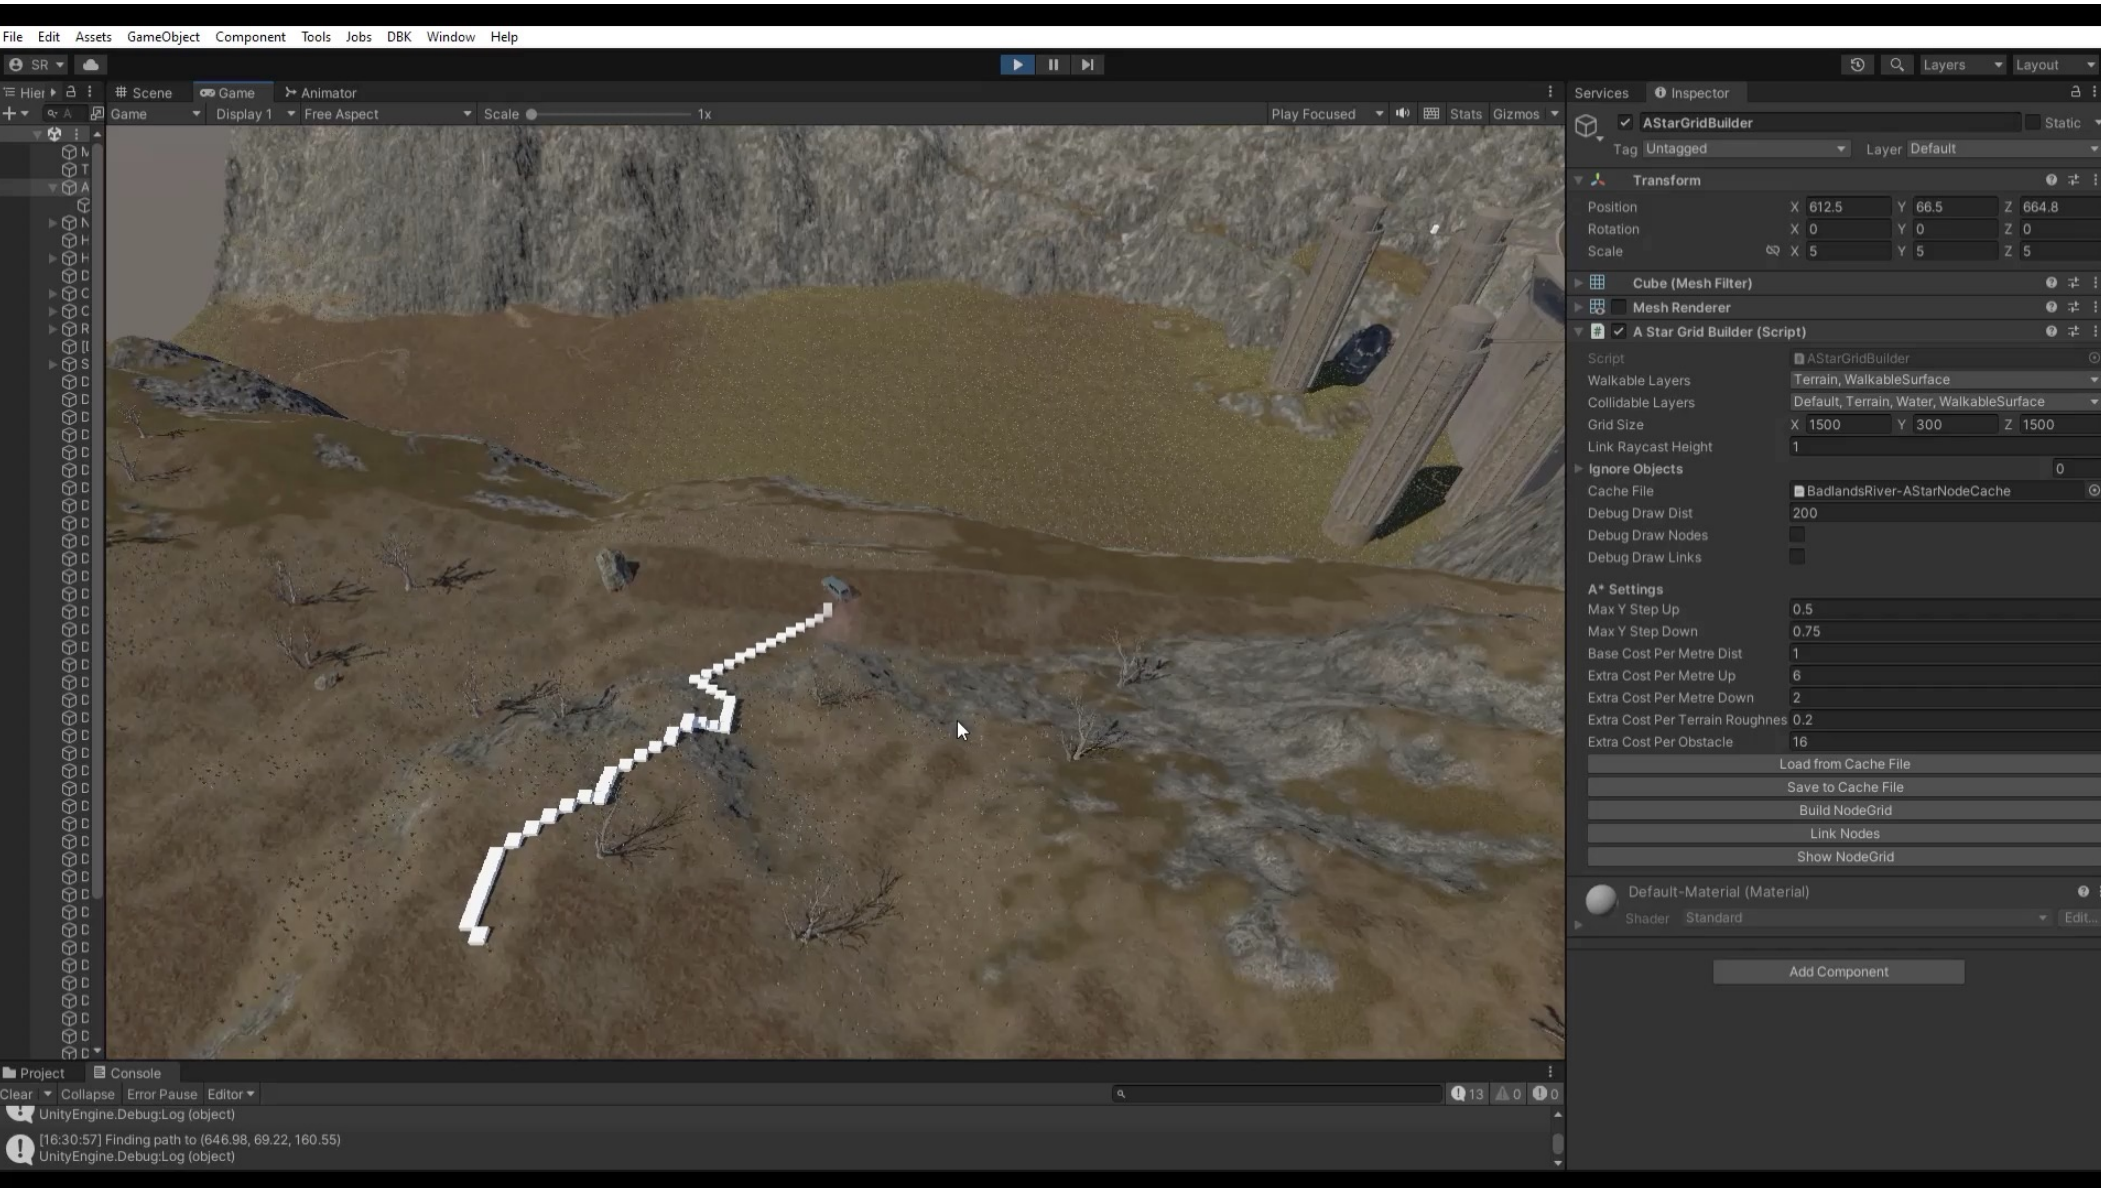 File Edit Assets GameObject Component Tools Jobs DBK Window Help
SR Layers Layout
Hier Scene Game Animator Services Inspector
Game Display 1 Free Aspect Scale 1x Play Focused Stats Gizmos
AStarGridBuilder Static
Tag Untagged Layer Default
Transform
Position X 612.5 Y 66.5 Z 664.8
Rotation X 0 Y 0 Z 0
Scale X 5 Y 5 Z 5
Cube (Mesh Filter)
Mesh Renderer
# A Star Grid Builder (Script)
Script AStarGridBuilder
Walkable Layers Terrain, WalkableSurface
Collidable Layers Default, Terrain, Water, WalkableSurface
Grid Size X 1500 Y 300 Z 1500
Link Raycast Height 1
Ignore Objects 0
Cache File BadlandsRiver-AStarNodeCache
Debug Draw Dist 200
Debug Draw Nodes
Debug Draw Links
A* Settings
Max Y Step Up 0.5
Max Y Step Down 0.75
Base Cost Per Metre Dist 1
Extra Cost Per Metre Up 6
Extra Cost Per Metre Down 2
Extra Cost Per Terrain Roughnes 0.2
Extra Cost Per Obstacle 16
Load from Cache File
Save to Cache File
Build NodeGrid
Link Nodes
Show NodeGrid
Default-Material (Material)
Shader Standard Edit...
Add Component
Project Console
Clear Collapse Error Pause Editor 13 0 0
UnityEngine.Debug:Log (object)
[16:30:57] Finding path to (646.98, 69.22, 160.55)
UnityEngine.Debug:Log (object)